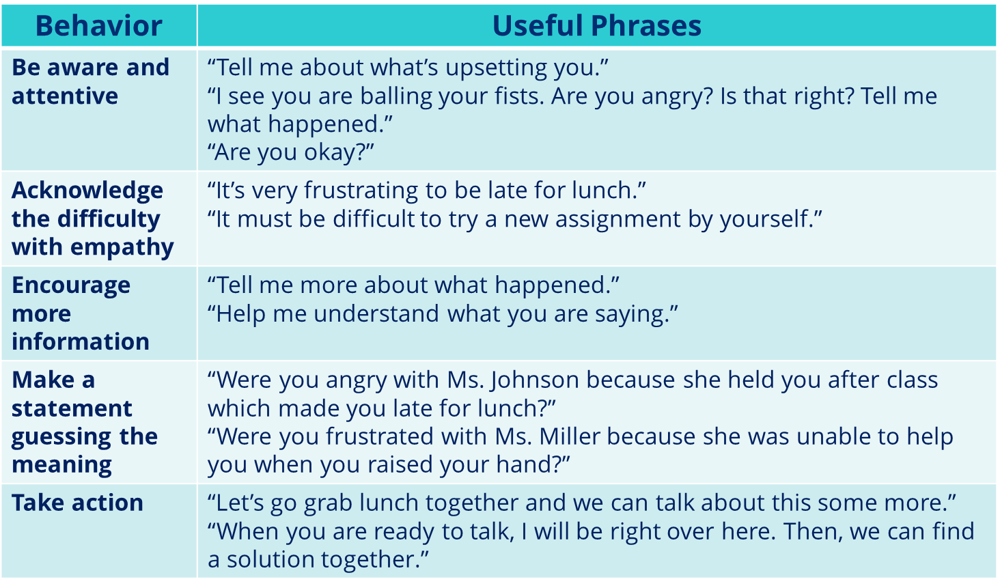 Behavior
Useful Phrases
Be aware and
attentive
“Tell me about what’s upsetting you.”
“I see you are balling your fists. Are you angry? Is that right? Tell me
what happened.”
“Are you okay?”
Acknowledge
the difficulty
with empathy
“It’s very frustrating to be late for lunch.”
“It must be difficult to try a new assignment by yourself.”
Encourage
more
information
“Tell me more about what happened.”
“Help me understand what you are saying.”
Make a
statement
guessing the
meaning
“Were you angry with Ms. Johnson because she held you after class
which made you late for lunch?”
“Were you frustrated with Ms. Miller because she was unable to help
you when you raised your hand?”
Take action
“Let’s go grab lunch together and we can talk about this some more.”
“When you are ready to talk, I will be right over here. Then, we can find
a solution together.”